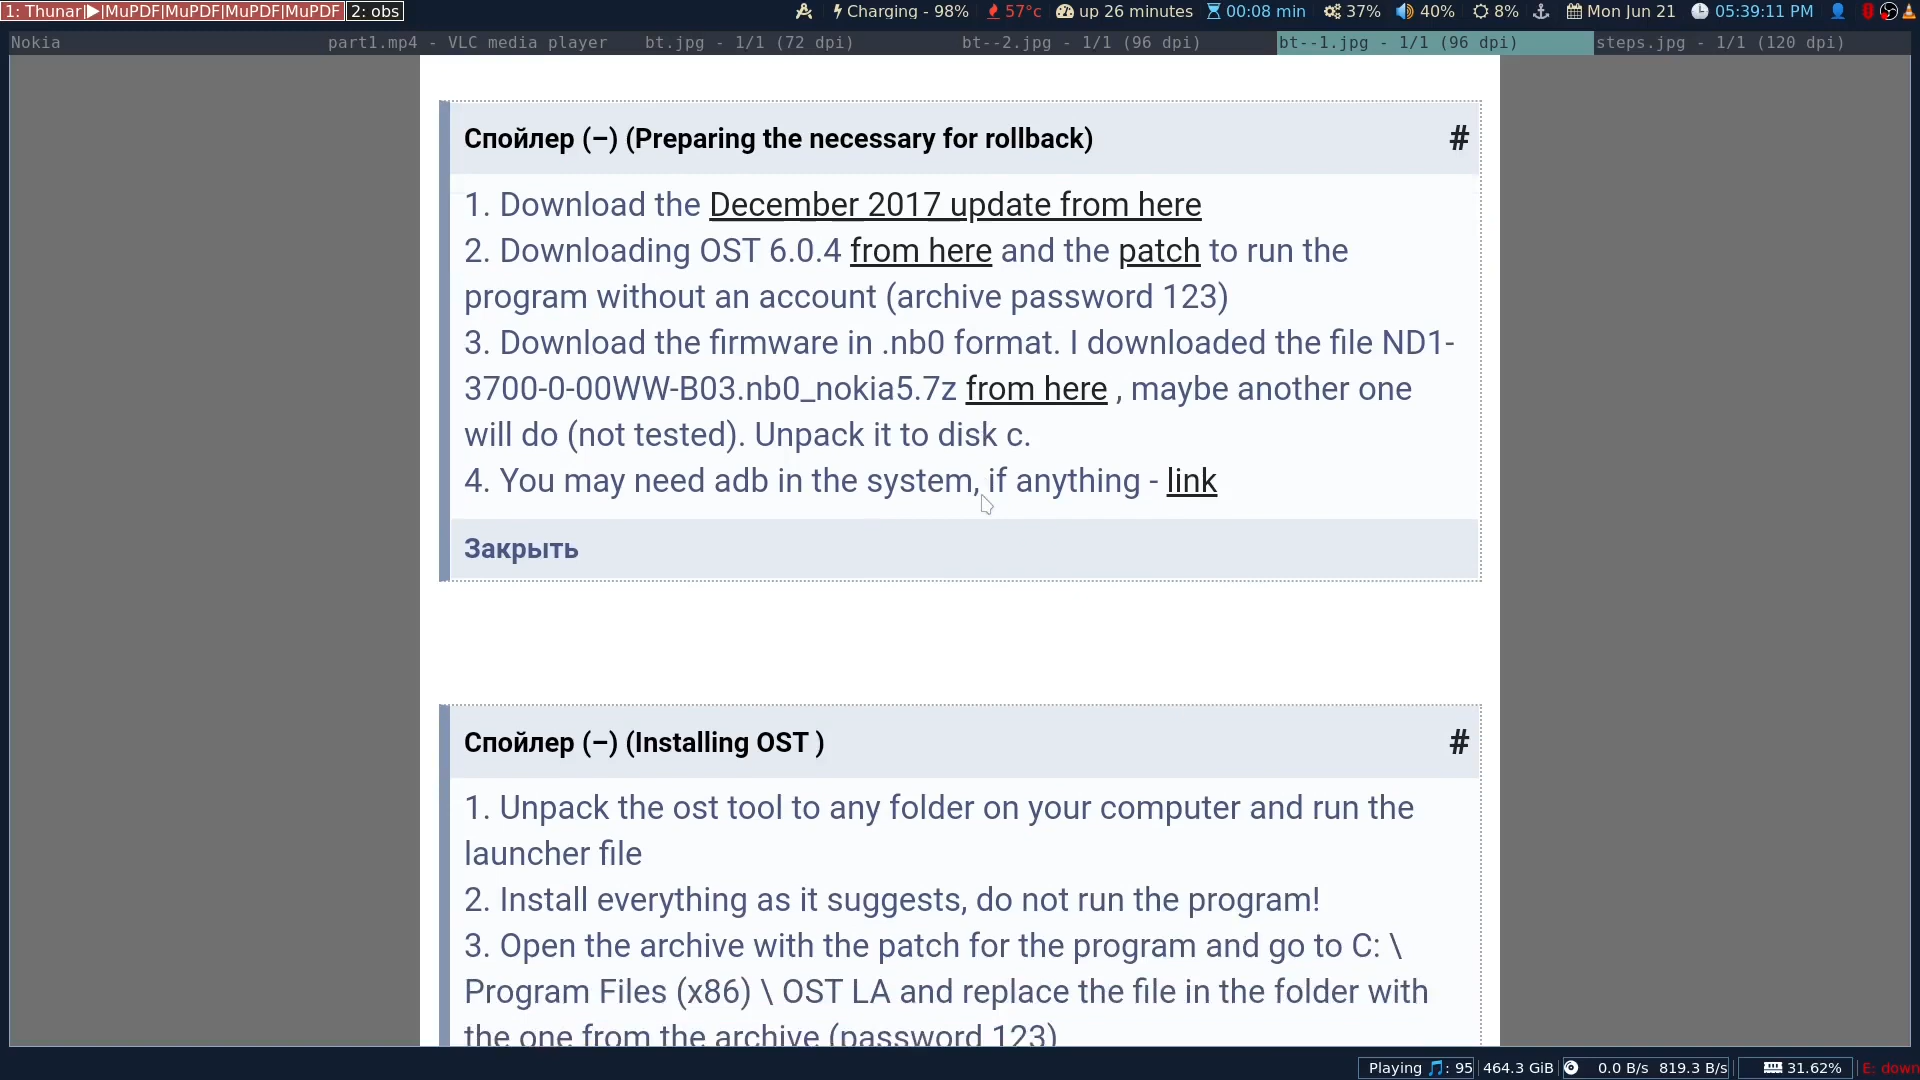 1: Thunar|▶|MuPDF|MuPDF|MuPDF|MuPDF 2: obs Charging - 98% 57°c up 26 minutes 00:08 min 37% 40% 8% Mon Jun 21 05:39:11 PM
Nokia part1.mp4 - VLC media player bt.jpg - 1/1 (72 dpi) bt--2.jpg - 1/1 (96 dpi) bt--1.jpg - 1/1 (96 dpi) steps.jpg - 1/1 (120 dpi)
Спойлер (–) (Preparing the necessary for rollback) #
1. Download the December 2017 update from here
2. Downloading OST 6.0.4 from here and the patch to run the
program without an account (archive password 123)
3. Download the firmware in .nb0 format. I downloaded the file ND1-
3700-0-00WW-B03.nb0_nokia5.7z from here , maybe another one
will do (not tested). Unpack it to disk c.
4. You may need adb in the system, if anything - link
Закрыть
Спойлер (–) (Installing OST ) #
1. Unpack the ost tool to any folder on your computer and run the
launcher file
2. Install everything as it suggests, do not run the program!
3. Open the archive with the patch for the program and go to C: \
Program Files (x86) \ OST LA and replace the file in the folder with
the one from the archive (password 123)
Playing : 95 464.3 GiB 0.0 B/s 819.3 B/s 31.62% E: down